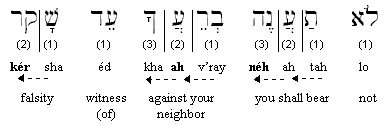 לֹא תַ|עֲ|נֶה בְרֵ|עֲ|ךָ עֵד שָׁ|קֶר
(2) (1) (1) (3) (2) (1) (3) (2) (1) (1)
kér sha éd kha ah v'ray néh ah tah lo
falsity witness (of) against your neighbor you shall bear not